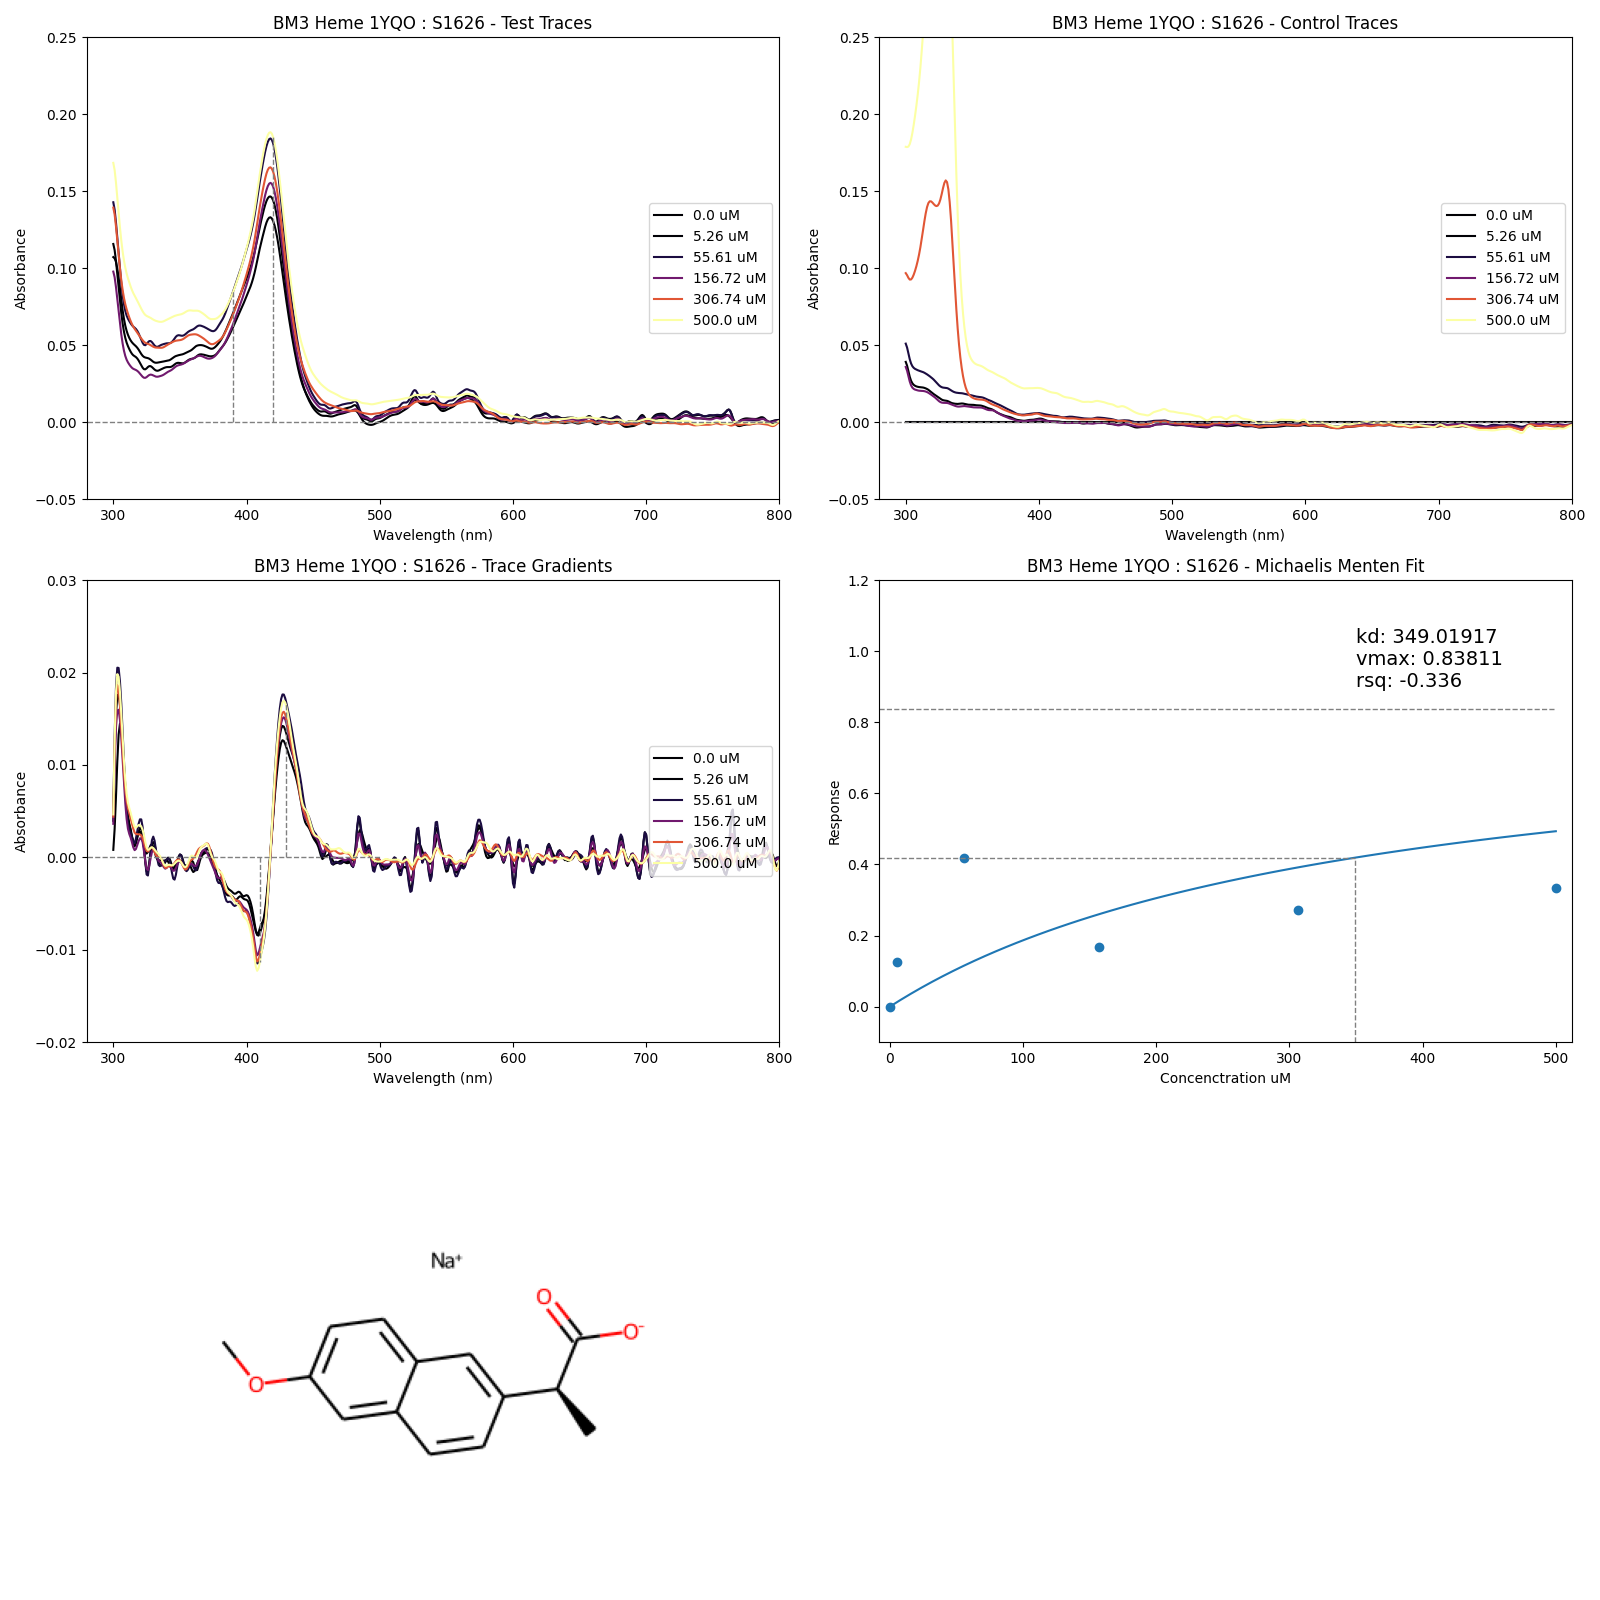 BM3 Heme 1YQO : S1626 - Test Traces
0.25
0.20
0.15
0.10
0.05
0.00
−0.05
Absorbance
300 400 500 600 700 800
Wavelength (nm)
0.0 uM
5.26 uM
55.61 uM
156.72 uM
306.74 uM
500.0 uM
BM3 Heme 1YQO : S1626 - Control Traces
0.25
0.20
0.15
0.10
0.05
0.00
−0.05
Absorbance
300 400 500 600 700 800
Wavelength (nm)
0.0 uM
5.26 uM
55.61 uM
156.72 uM
306.74 uM
500.0 uM
BM3 Heme 1YQO : S1626 - Trace Gradients
0.03
0.02
0.01
0.00
−0.01
−0.02
Absorbance
300 400 500 600 700 800
Wavelength (nm)
0.0 uM
5.26 uM
55.61 uM
156.72 uM
306.74 uM
500.0 uM
BM3 Heme 1YQO : S1626 - Michaelis Menten Fit
1.2
1.0
0.8
0.6
0.4
0.2
0.0
Response
kd: 349.01917
vmax: 0.83811
rsq: -0.336
0 100 200 300 400 500
Concenctration uM
Na⁺
O
O⁻
O